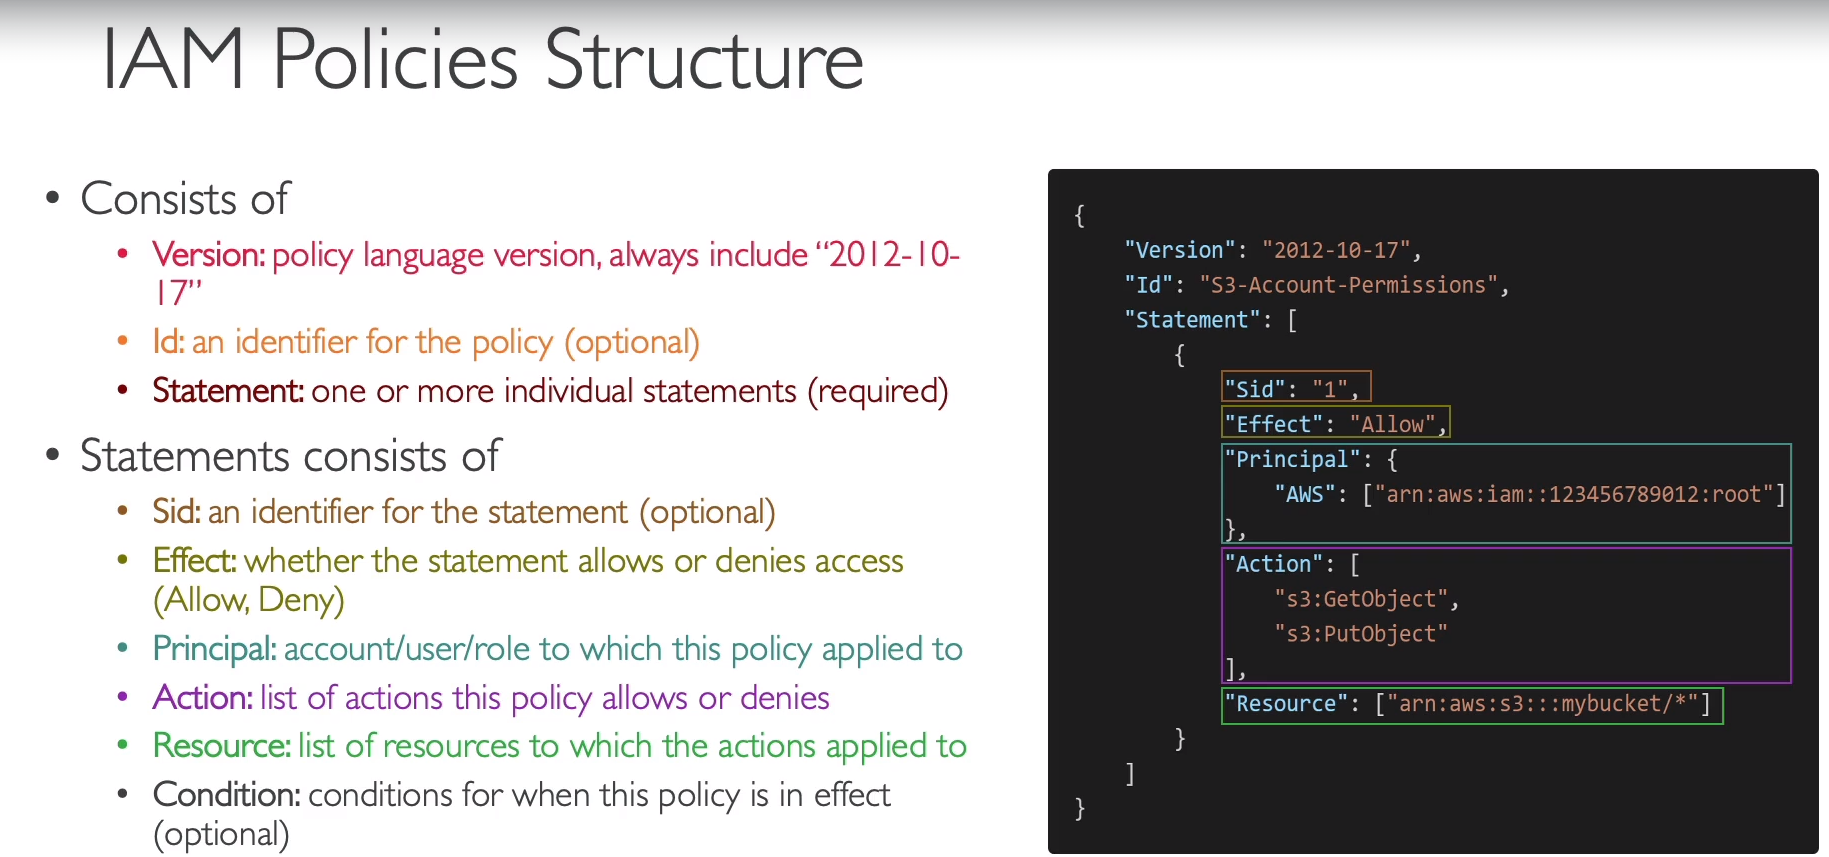 IAM Policies Structure
• Consists of
• Version: policy language version, always include “2012-10-
17”
• Id: an identifier for the policy (optional)
• Statement: one or more individual statements (required)
• Statements consists of
• Sid: an identifier for the statement (optional)
• Effect: whether the statement allows or denies access
(Allow, Deny)
• Principal: account/user/role to which this policy applied to
• Action: list of actions this policy allows or denies
• Resource: list of resources to which the actions applied to
• Condition: conditions for when this policy is in effect
(optional)
{
    "Version": "2012-10-17",
    "Id": "S3-Account-Permissions",
    "Statement": [
        {
            "Sid": "1",
            "Effect": "Allow",
            "Principal": {
                "AWS": ["arn:aws:iam::123456789012:root"]
            },
            "Action": [
                "s3:GetObject",
                "s3:PutObject"
            ],
            "Resource": ["arn:aws:s3:::mybucket/*"]
        }
    ]
}